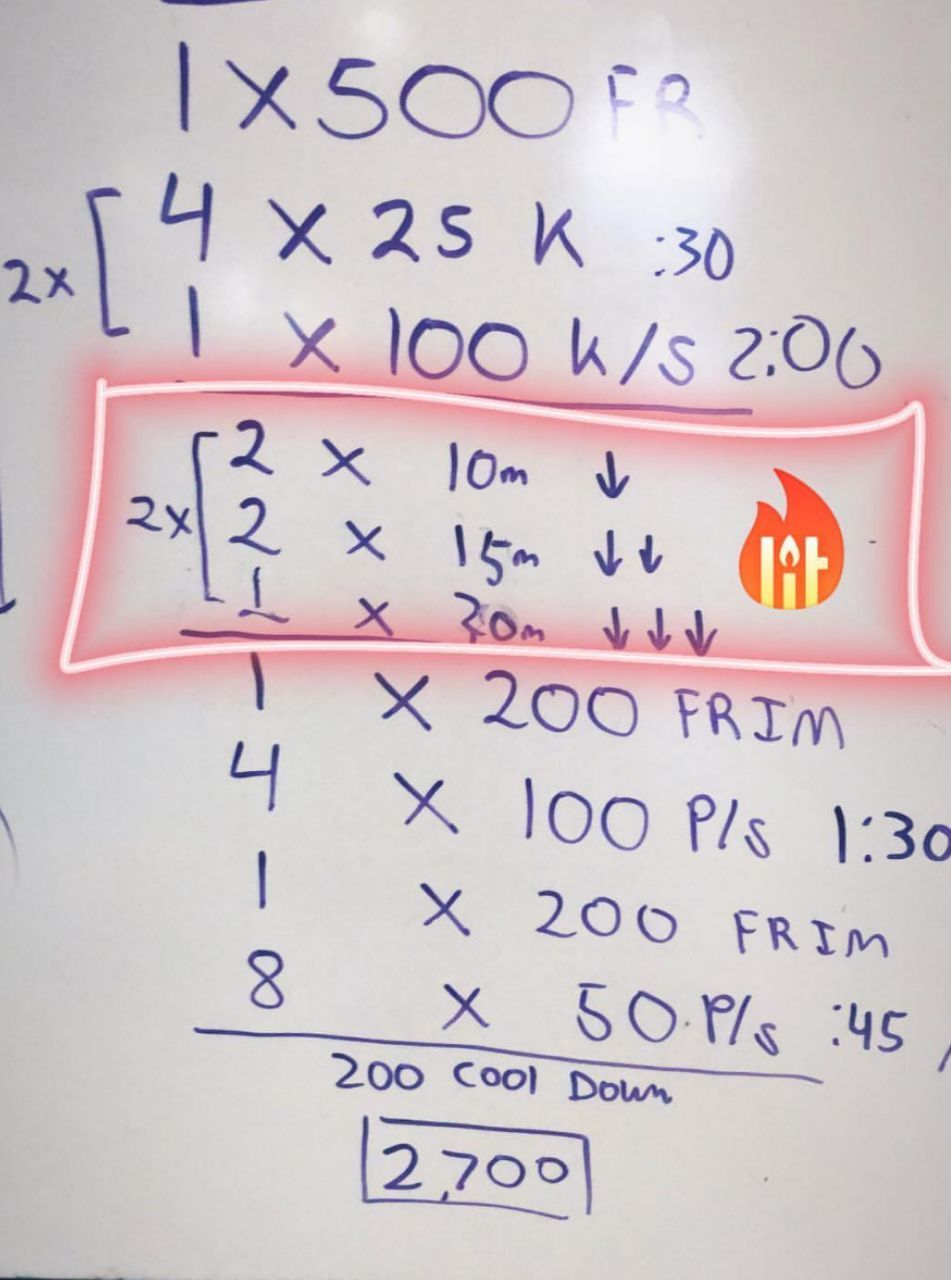 1 X 500 FR
2x [ 4 X 25 K :30
1 X 100 K/S 2:00
2x [ 2 X 10m ↓
2 X 15m ↓↓
1 X 20m ↓↓↓
lit
1 X 200 FRIM
4 X 100 P/S 1:30
1 X 200 FRIM
8 X 50 P/S :45
200 Cool Down
2,700